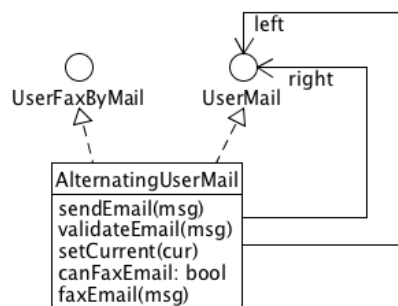 left
right
UserFaxByMail
UserMail
AlternatingUserMail
sendEmail(msg)
validateEmail(msg)
setCurrent(cur)
canFaxEmail: bool
faxEmail(msg)